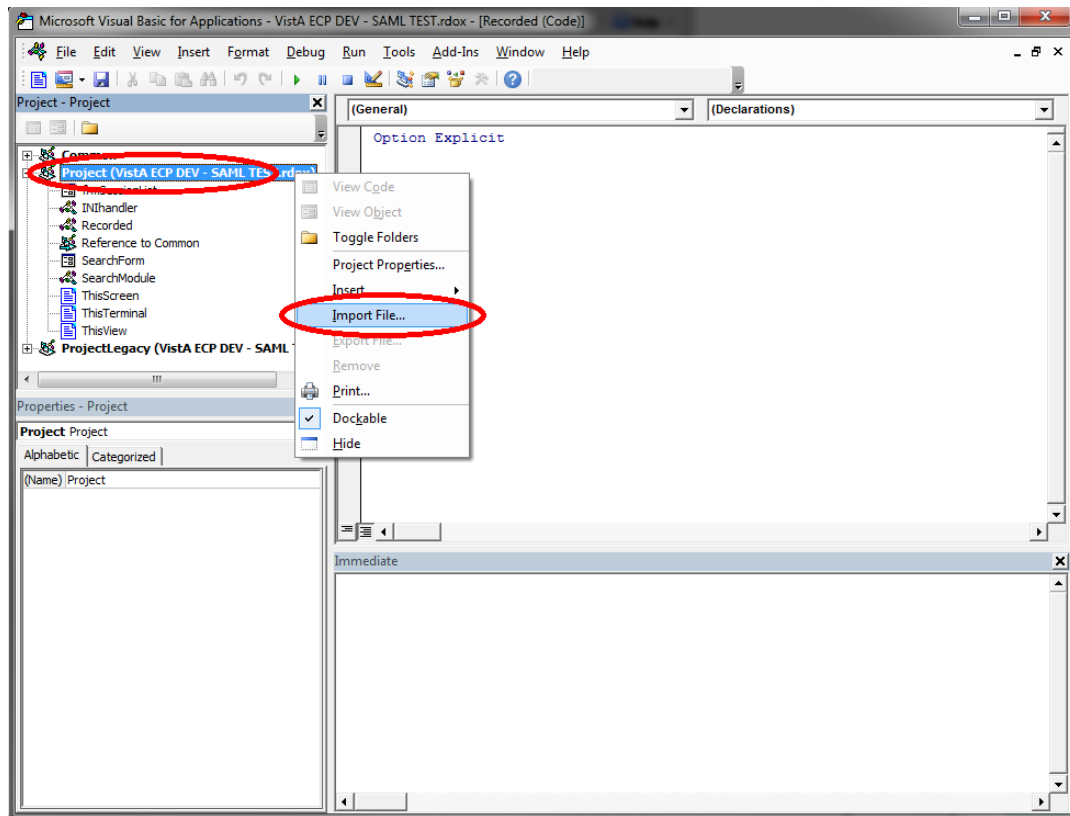 Microsoft Visual Basic for Applications - VistA ECP DEV - SAML TEST.rdox - [Recorded (Code)]
File Edit View Insert Format Debug Run Tools Add-Ins Window Help
Project - Project
(General)
(Declarations)
Option Explicit
Common
Project (VistA ECP DEV - SAML TEST.rdox)
INIhandler
Recorded
Reference to Common
SearchForm
SearchModule
ThisScreen
ThisTerminal
ThisView
ProjectLegacy (VistA ECP DEV - SAML
View Code
View Object
Toggle Folders
Project Properties...
Insert
Import File...
Export File...
Remove
Print...
Dockable
Hide
Properties - Project
Project Project
Alphabetic Categorized
(Name) Project
Immediate